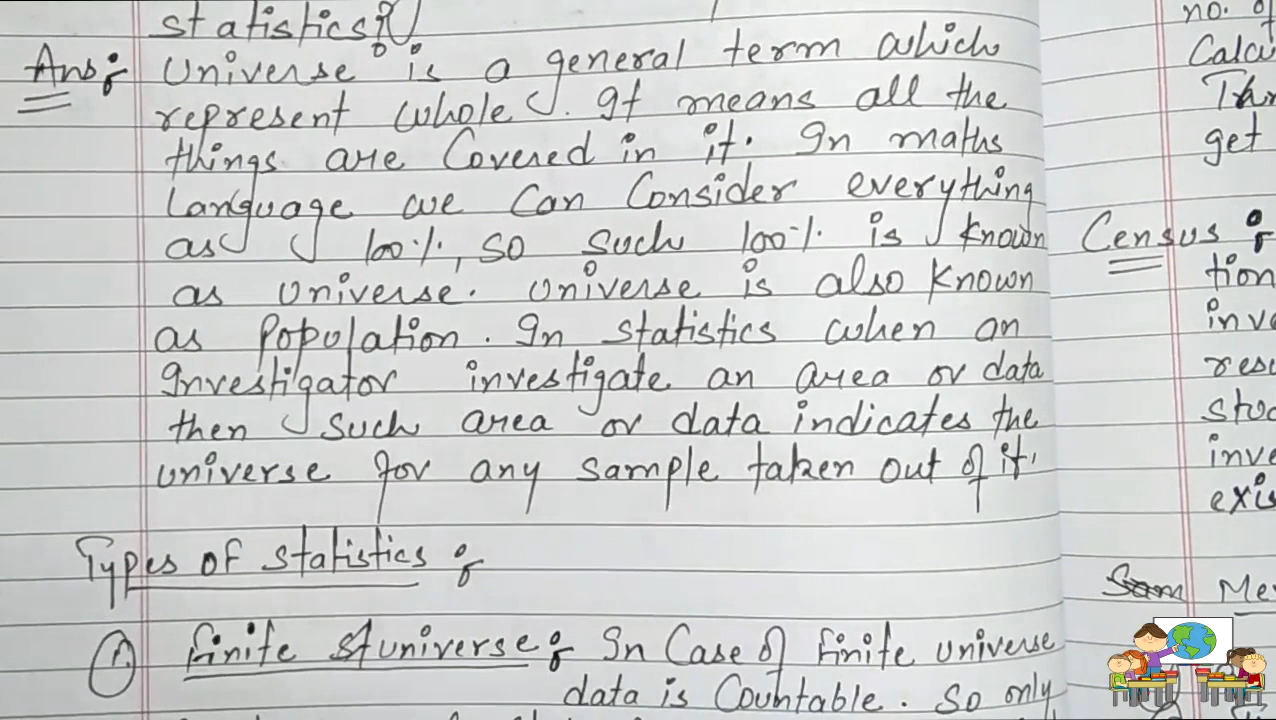 statistics?
Ans: Universe is a general term which
represent whole. It means all the
things are Covered in it. In maths
Language we Can Consider everything
as 100%, so such 100% is known
as Universe. Universe is also known
as Population. In statistics when an
Investigator investigate an area or data
then such area or data indicates the
universe for any sample taken out of it.
Types of statistics :
1. finite universe: In Case of finite universe
data is Countable. So only
no. of
Calcu
get
Census :
tion
inve
resu
inve
exis
Me